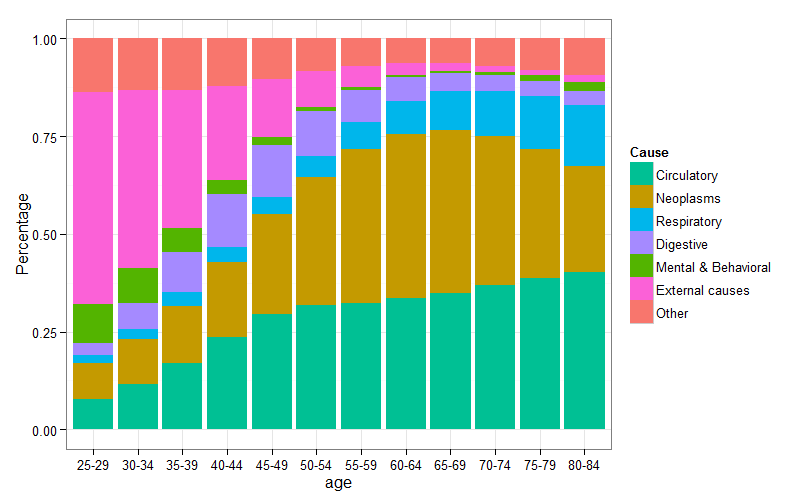 1.00
0.75
0.50
0.25
0.00
Percentage
25-29 30-34 35-39 40-44 45-49 50-54 55-59 60-64 65-69 70-74 75-79 80-84
age
Cause
Circulatory
Neoplasms
Respiratory
Digestive
Mental & Behavioral
External causes
Other